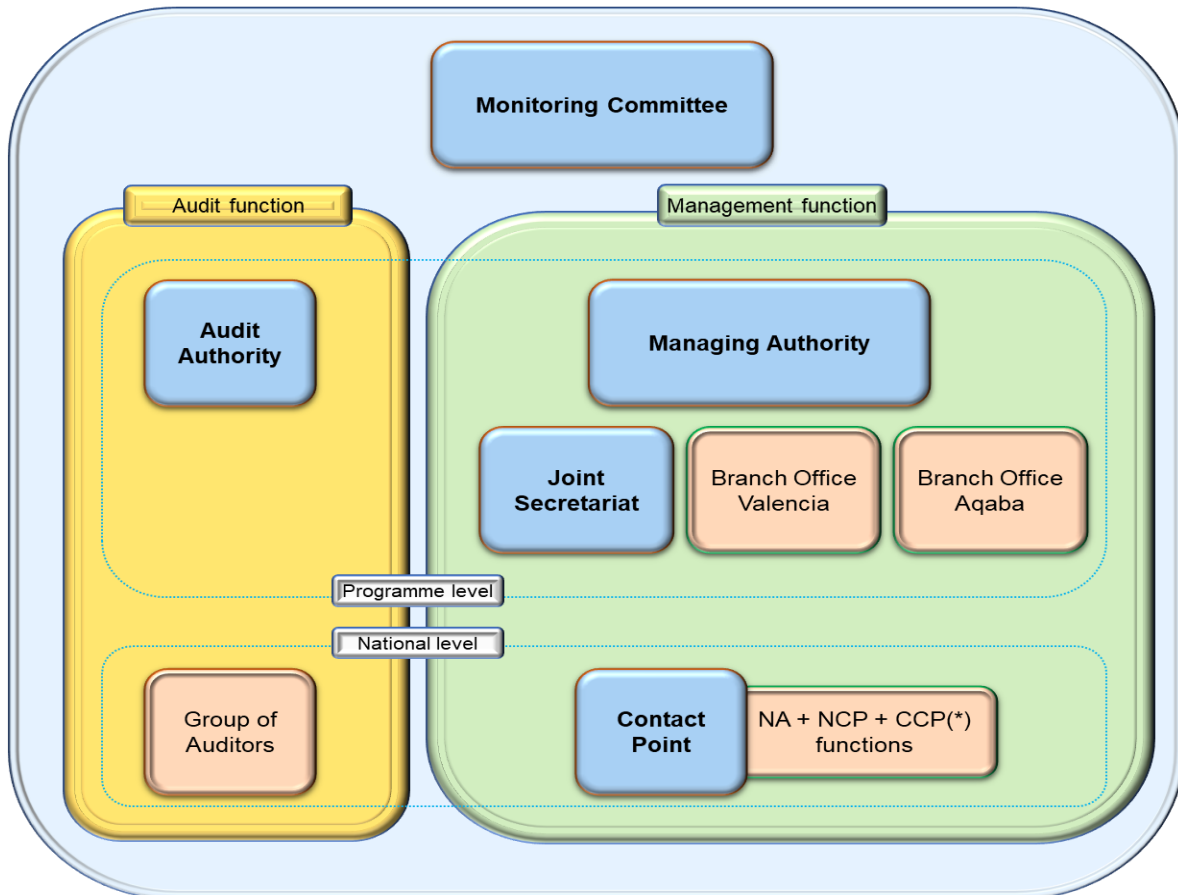 Monitoring Committee
Audit function
Management function
Audit
Authority
Managing Authority
Joint
Secretariat
Branch Office
Valencia
Branch Office
Aqaba
Programme level
National level
Group of
Auditors
Contact
Point
NA + NCP + CCP(*)
functions